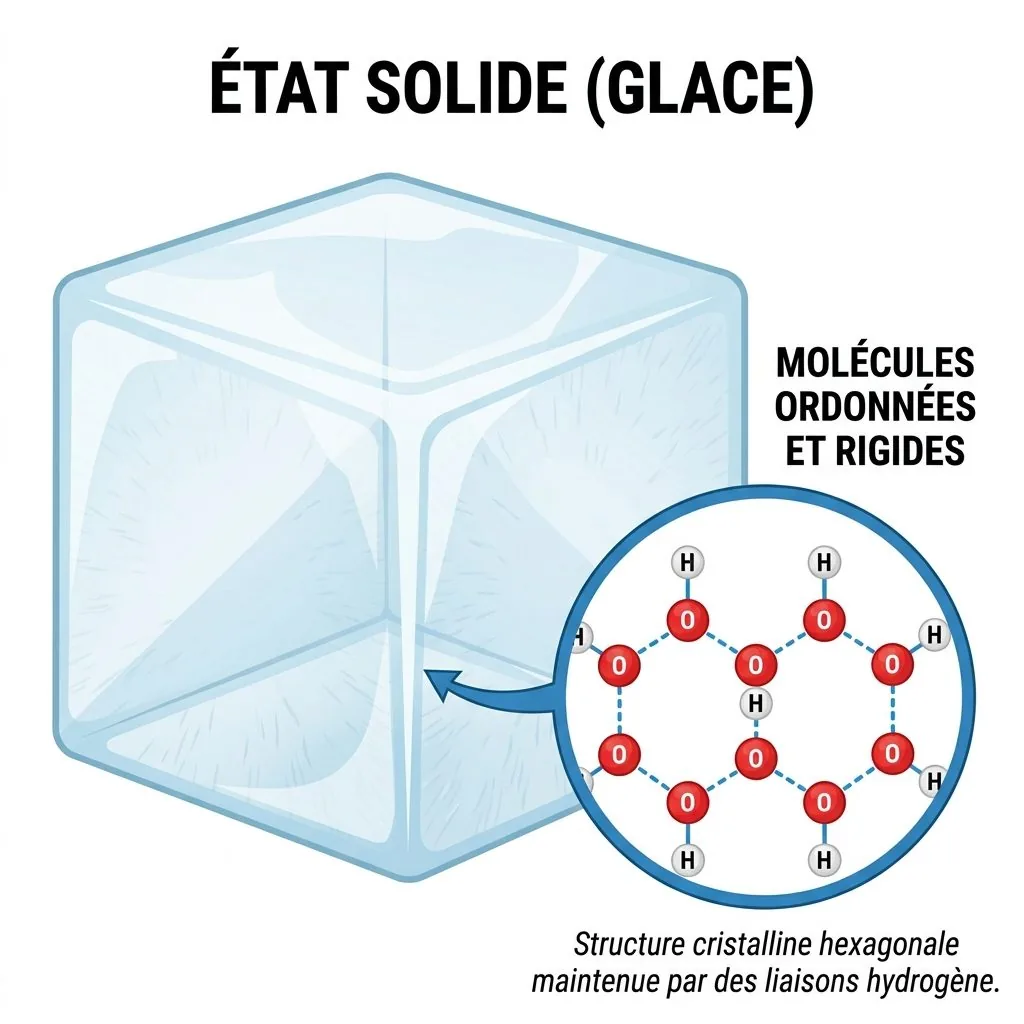 ÉTAT SOLIDE (GLACE)
MOLÉCULES
ORDONNÉES
ET RIGIDES
H H
H O O H
O O O
H
O O O
H O O H
H H
Structure cristalline hexagonale
maintenue par des liaisons hydrogène.